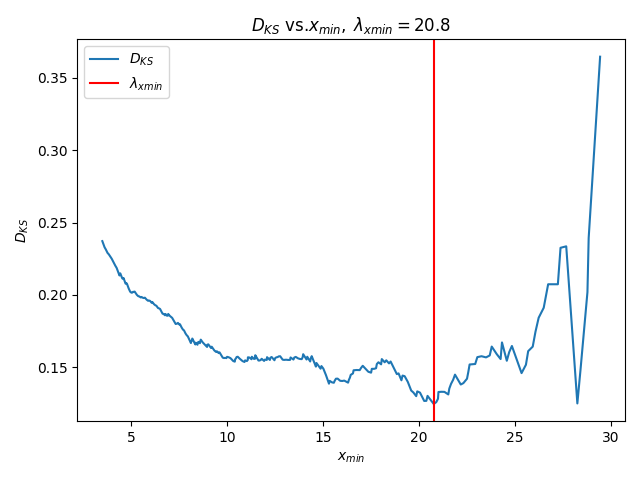 D_KS vs.x_min, λ_xmin = 20.8
D_KS
λ_xmin
0.35
0.30
0.25
0.20
0.15
D_KS
5 10 15 20 25 30
x_min